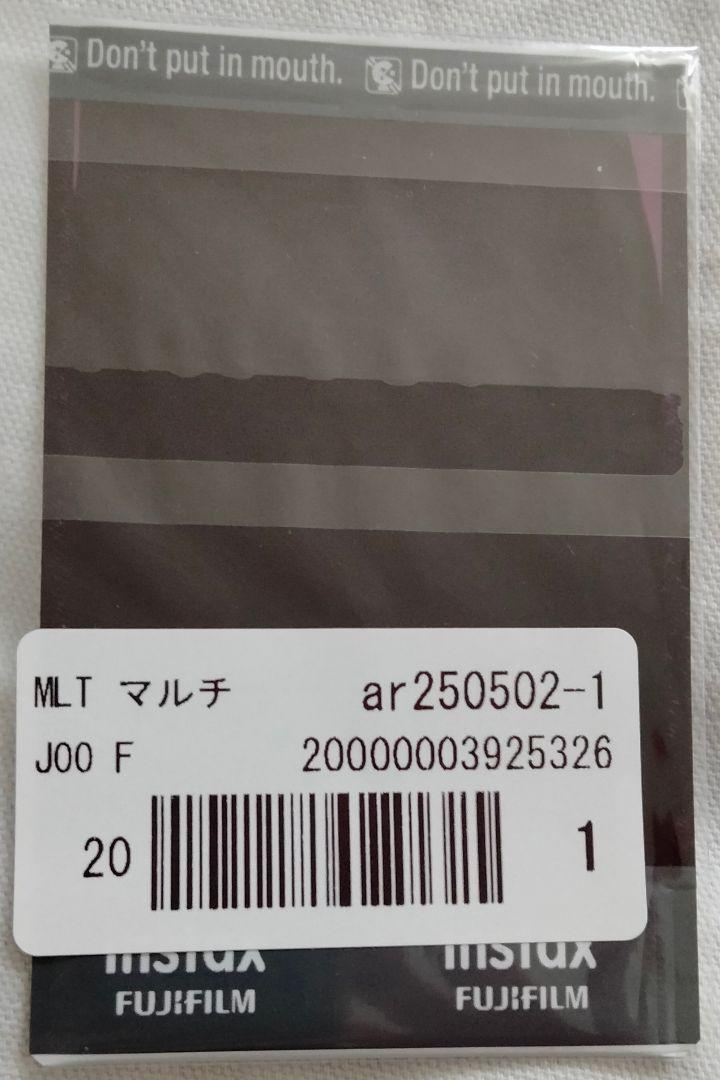 Don't put in mouth. Don't put in mouth.
MLT マルチ ar250502-1
J00 F 20000003925326
20 1
instax instax
FUJIFILM FUJIFILM